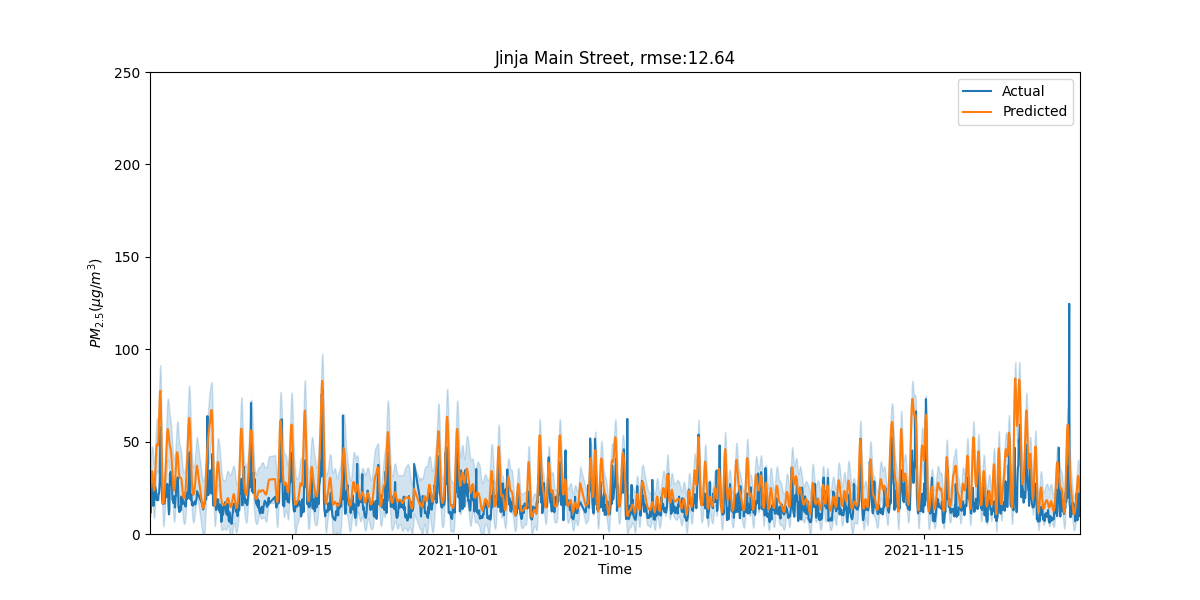 Jinja Main Street, rmse:12.64
Actual
Predicted
250
200
150
100
50
0
PM2.5(μg/m3)
2021-09-15
2021-10-01
2021-10-15
2021-11-01
2021-11-15
Time